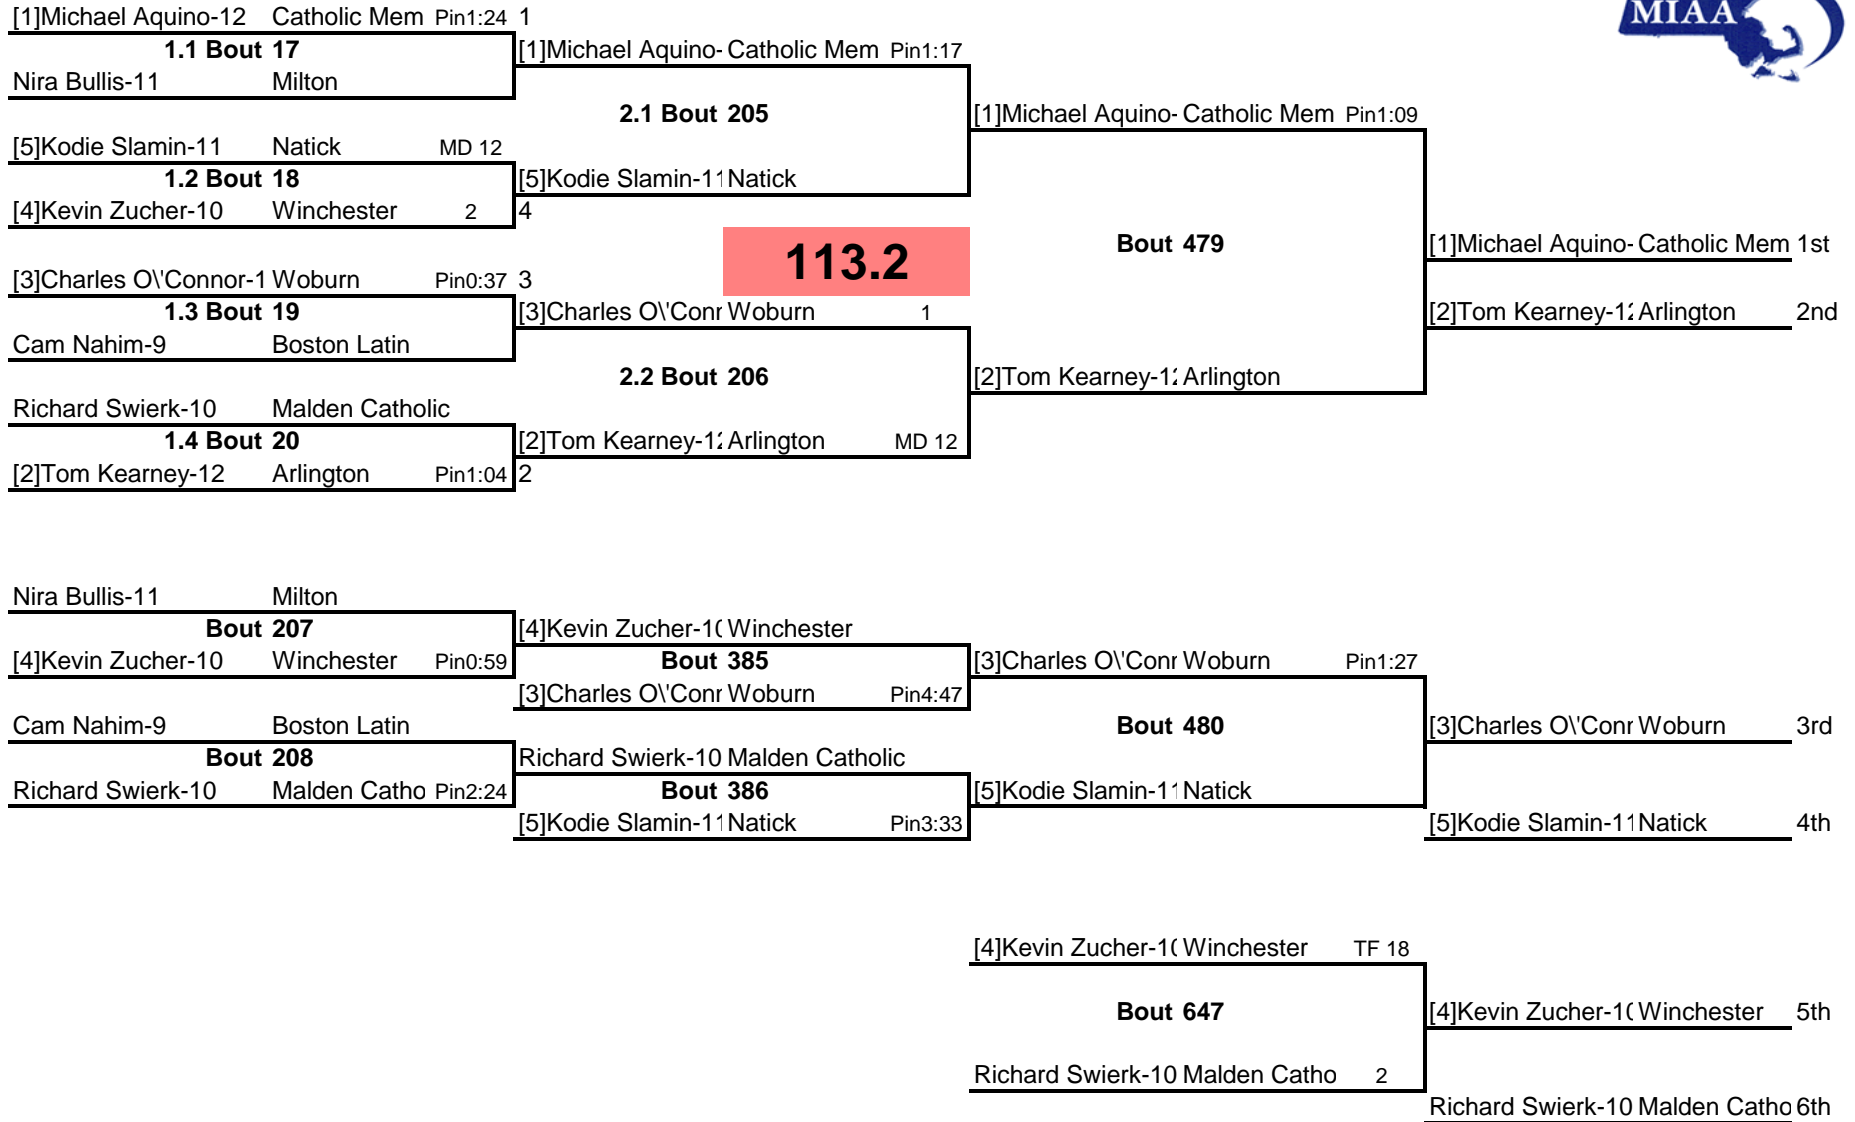 [1]Michael Aquino-12 Catholic Mem Pin1:24 1
MIAA
1.1 Bout 17 [1]Michael Aquino- Catholic Mem Pin1:17
Nira Bullis-11 Milton
2.1 Bout 205 [1]Michael Aquino- Catholic Mem Pin1:09
[5]Kodie Slamin-11 Natick MD 12
1.2 Bout 18 [5]Kodie Slamin-11 Natick
[4]Kevin Zucher-10 Winchester 2 4
113.2 Bout 479 [1]Michael Aquino- Catholic Mem 1st
[3]Charles O\'Connor-1 Woburn Pin0:37 3
1.3 Bout 19 [3]Charles O\'Conr Woburn 1 [2]Tom Kearney-12 Arlington 2nd
Cam Nahim-9 Boston Latin
2.2 Bout 206 [2]Tom Kearney-12 Arlington
Richard Swierk-10 Malden Catholic
1.4 Bout 20 [2]Tom Kearney-12 Arlington MD 12
[2]Tom Kearney-12 Arlington Pin1:04 2
Nira Bullis-11 Milton
Bout 207 [4]Kevin Zucher-10 Winchester
[4]Kevin Zucher-10 Winchester Pin0:59 Bout 385 [3]Charles O\'Conr Woburn Pin1:27
[3]Charles O\'Conr Woburn Pin4:47
Cam Nahim-9 Boston Latin Bout 480 [3]Charles O\'Conr Woburn 3rd
Bout 208 Richard Swierk-10 Malden Catholic
Richard Swierk-10 Malden Catho Pin2:24 Bout 386 [5]Kodie Slamin-11 Natick
[5]Kodie Slamin-11 Natick Pin3:33 [5]Kodie Slamin-11 Natick 4th
[4]Kevin Zucher-10 Winchester TF 18
Bout 647 [4]Kevin Zucher-10 Winchester 5th
Richard Swierk-10 Malden Catho 2
Richard Swierk-10 Malden Catho 6th